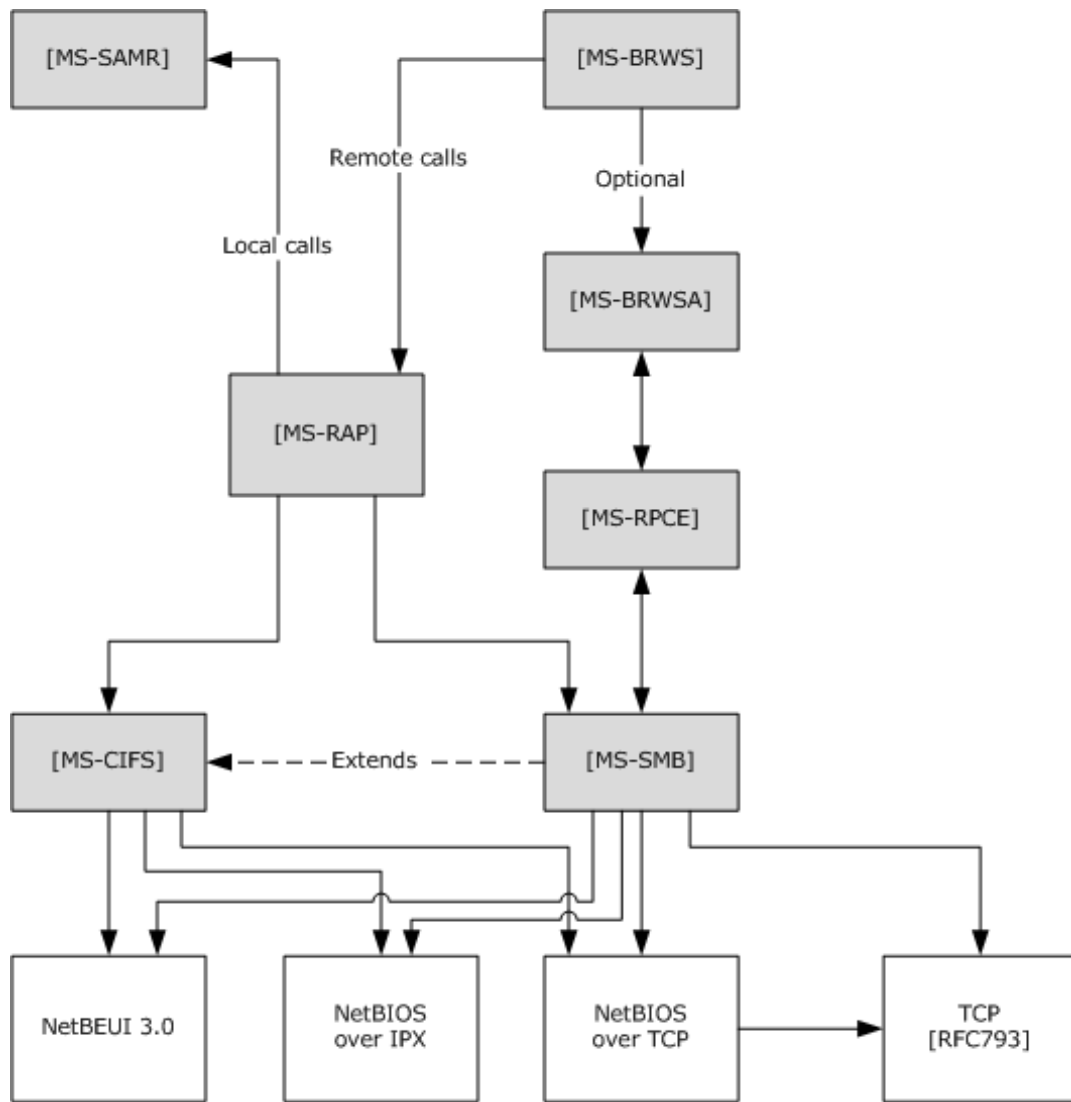 [MS-SAMR]
[MS-BRWS]
Remote calls
Optional
Local calls
[MS-BRWSA]
[MS-RAP]
[MS-RPCE]
[MS-CIFS]
Extends
[MS-SMB]
NetBEUI 3.0
NetBIOS
over IPX
NetBIOS
over TCP
TCP
[RFC793]